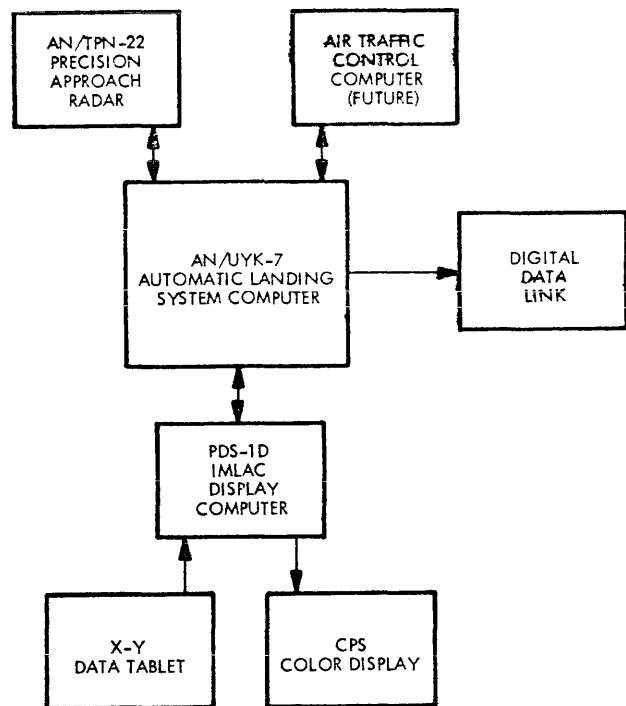 AN/TPN-22
PRECISION
APPROACH
RADAR
AIR TRAFFIC
CONTROL
COMPUTER
(FUTURE)
AN/UYK-7
AUTOMATIC LANDING
SYSTEM COMPUTER
DIGITAL
DATA
LINK
PDS-1D
IMLAC
DISPLAY
COMPUTER
X-Y
DATA TABLET
CPS
COLOR DISPLAY